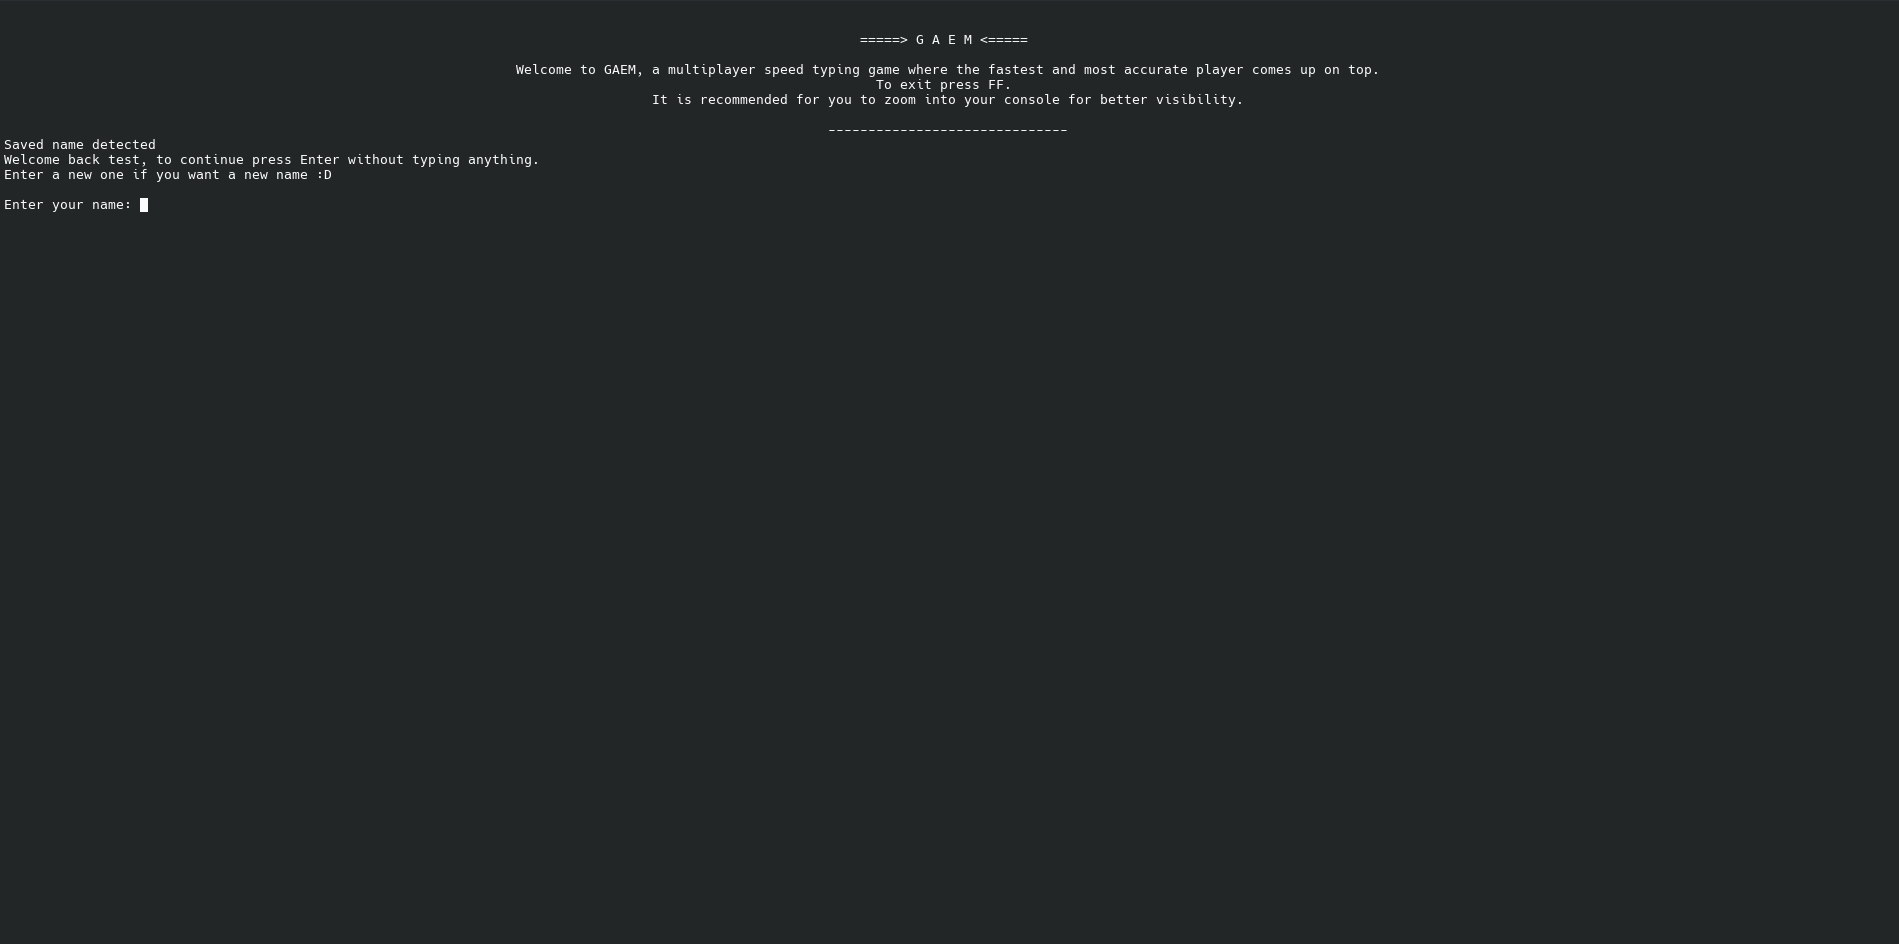 =====> G A E M <=====
Welcome to GAEM, a multiplayer speed typing game where the fastest and most accurate player comes up on top.
To exit press FF.
It is recommended for you to zoom into your console for better visibility.
------------------------------
Saved name detected
Welcome back test, to continue press Enter without typing anything.
Enter a new one if you want a new name :D
Enter your name: